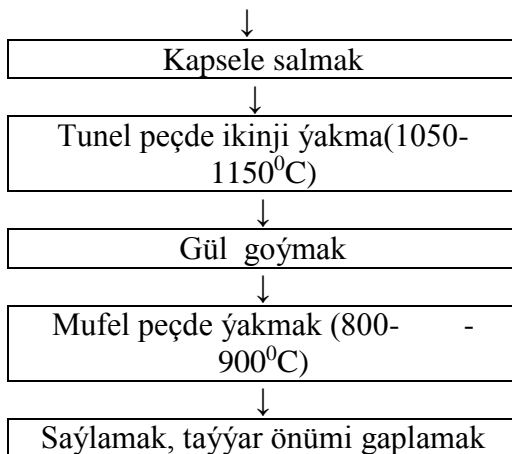 ↓
Kapsele salmak
↓
Tunel peçde ikinji ýakma(1050-
1150⁰C)
↓
Gül  goýmak
↓
Mufel peçde ýakmak (800-      -
900⁰C)
↓
Saýlamak, taýýar önümi gaplamak